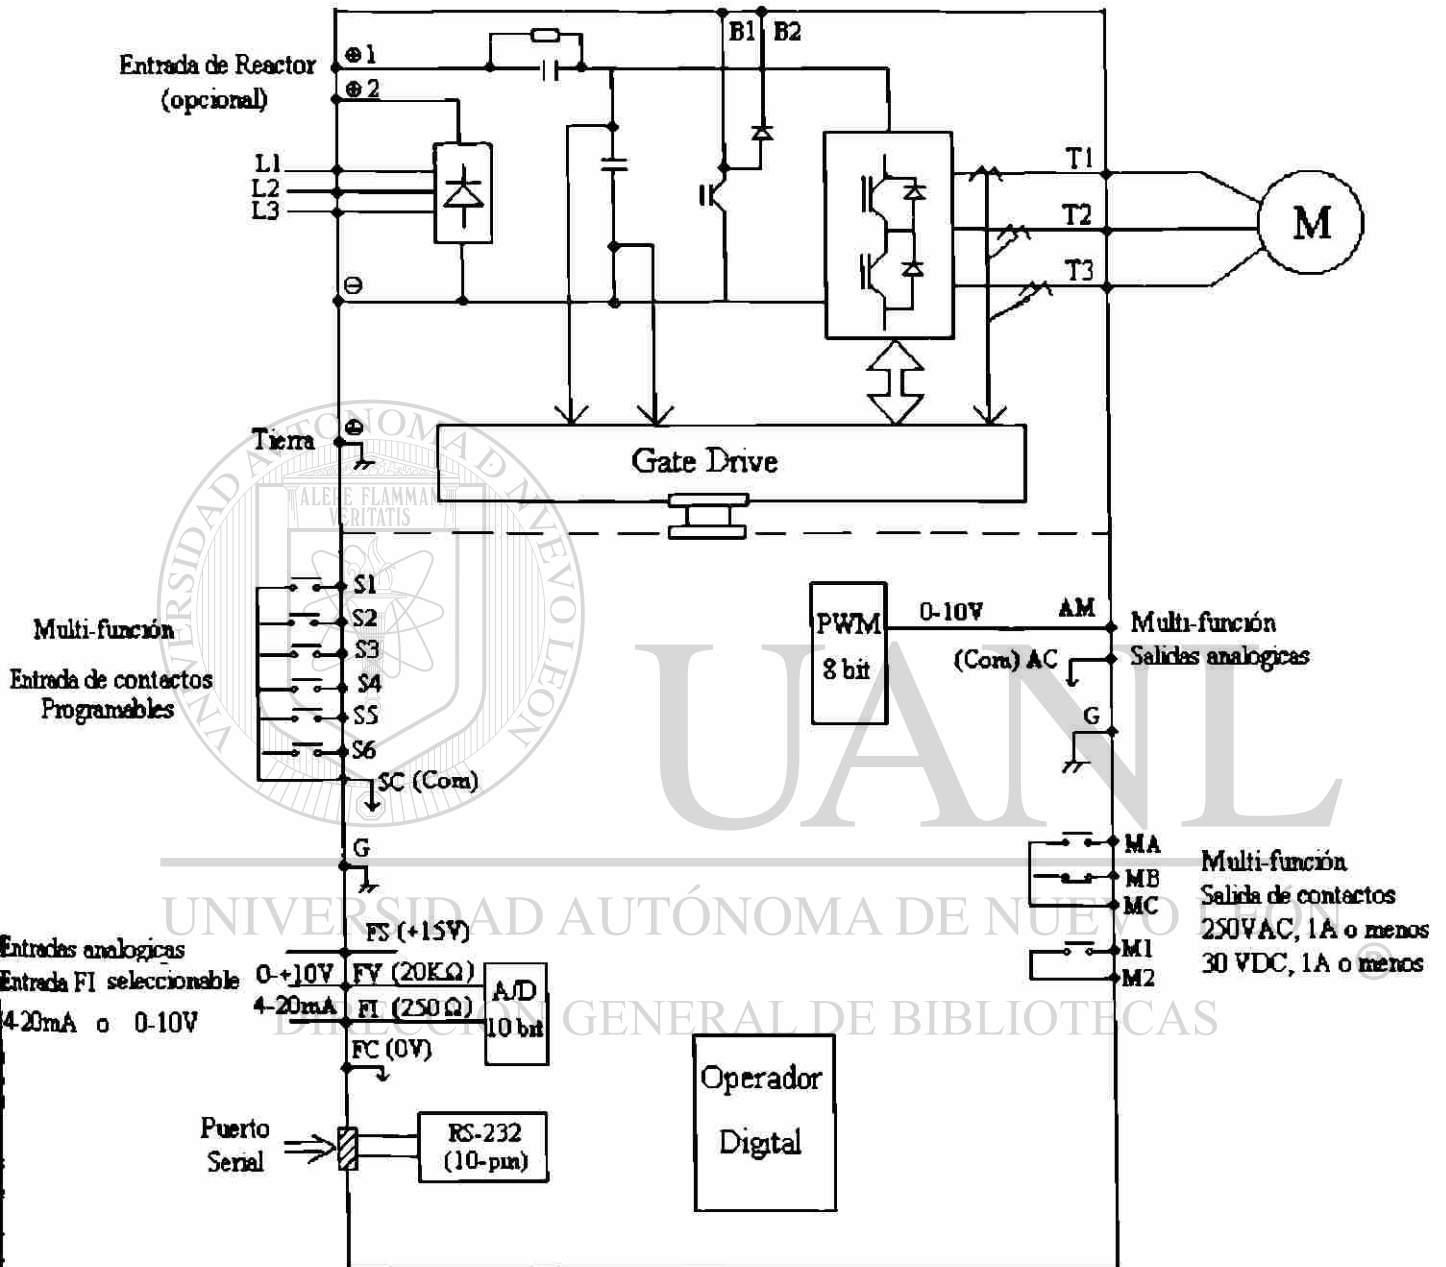 B1 B2
⊕1
Entrada de Reactor
(opcional)
⊕2
L1
L2
L3
T1
T2
T3
M
⊖
Tierra
Gate Drive
UNIVERSIDAD AUTONOMA DE NUEVO LEON
ALERE FLAMMAM
VERITATIS
S1
S2
S3
S4
S5
S6
SC (Com)
Multi-función
Entrada de contactos
Programables
PWM
8 bit
0-10V
AM
(Com) AC
Multi-función
Salidas analogicas
G
UANL
G
MA
MB
MC
M1
M2
Multi-función
Salida de contactos
250VAC, 1A o menos
30 VDC, 1A o menos
UNIVERSIDAD AUTÓNOMA DE NUEVO LEÓN
®
DIRECCIÓN GENERAL DE BIBLIOTECAS
FS (+15V)
Entradas analogicas
Entrada FI seleccionable
4-20mA o 0-10V
0-+10V
FV (20KΩ)
4-20mA
FI (250Ω)
A/D
10 bit
FC (0V)
Puerto
Serial
RS-232
(10-pin)
Operador
Digital